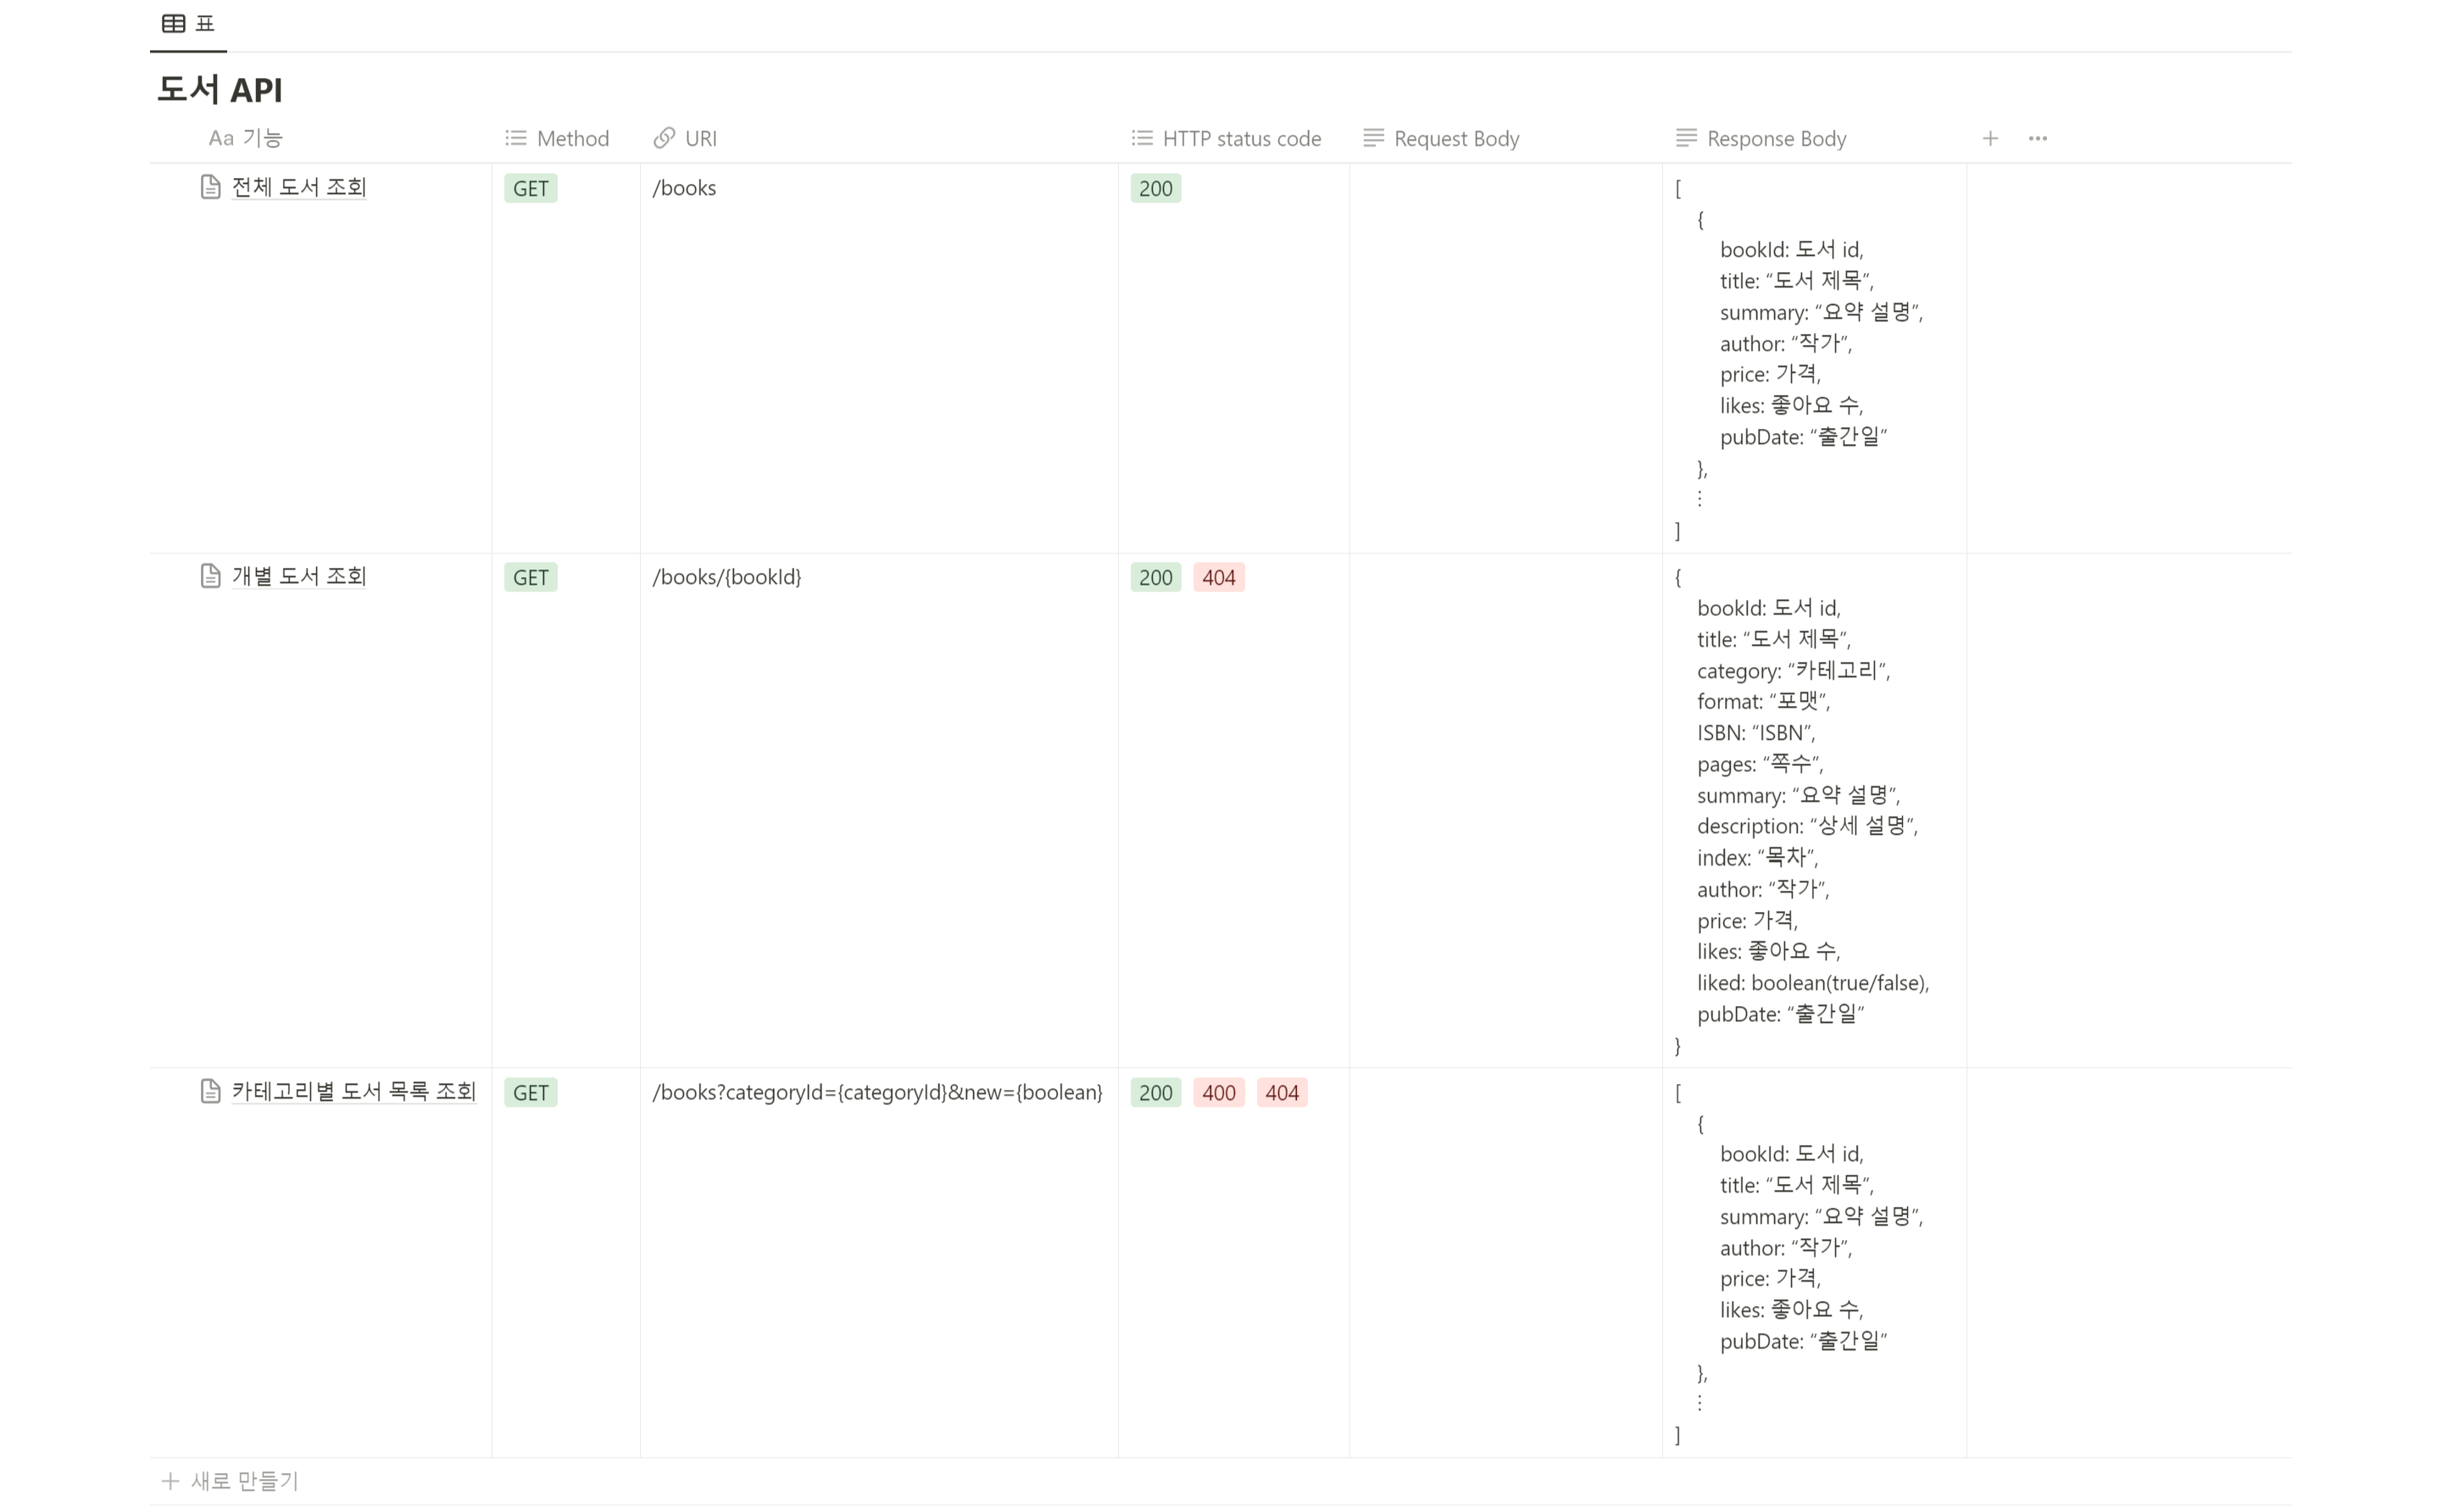 표
도서 API
Aa 기능
Method
URI
HTTP status code
Request Body
Response Body
전체 도서 조회
GET
/books
200
[
{
bookId: 도서 id,
title: “도서 제목”,
summary: “요약 설명”,
author: “작가”,
price: 가격,
likes: 좋아요 수,
pubDate: “출간일”
},
⋮
]
개별 도서 조회
GET
/books/{bookId}
200 404
{
bookId: 도서 id,
title: “도서 제목”,
category: “카테고리”,
format: “포맷”,
ISBN: “ISBN”,
pages: “쪽수”,
summary: “요약 설명”,
description: “상세 설명”,
index: “목차”,
author: “작가”,
price: 가격,
likes: 좋아요 수,
liked: boolean(true/false),
pubDate: “출간일”
}
카테고리별 도서 목록 조회
GET
/books?categoryId={categoryId}&new={boolean}
200 400 404
[
{
bookId: 도서 id,
title: “도서 제목”,
summary: “요약 설명”,
author: “작가”,
price: 가격,
likes: 좋아요 수,
pubDate: “출간일”
},
⋮
]
+ 새로 만들기